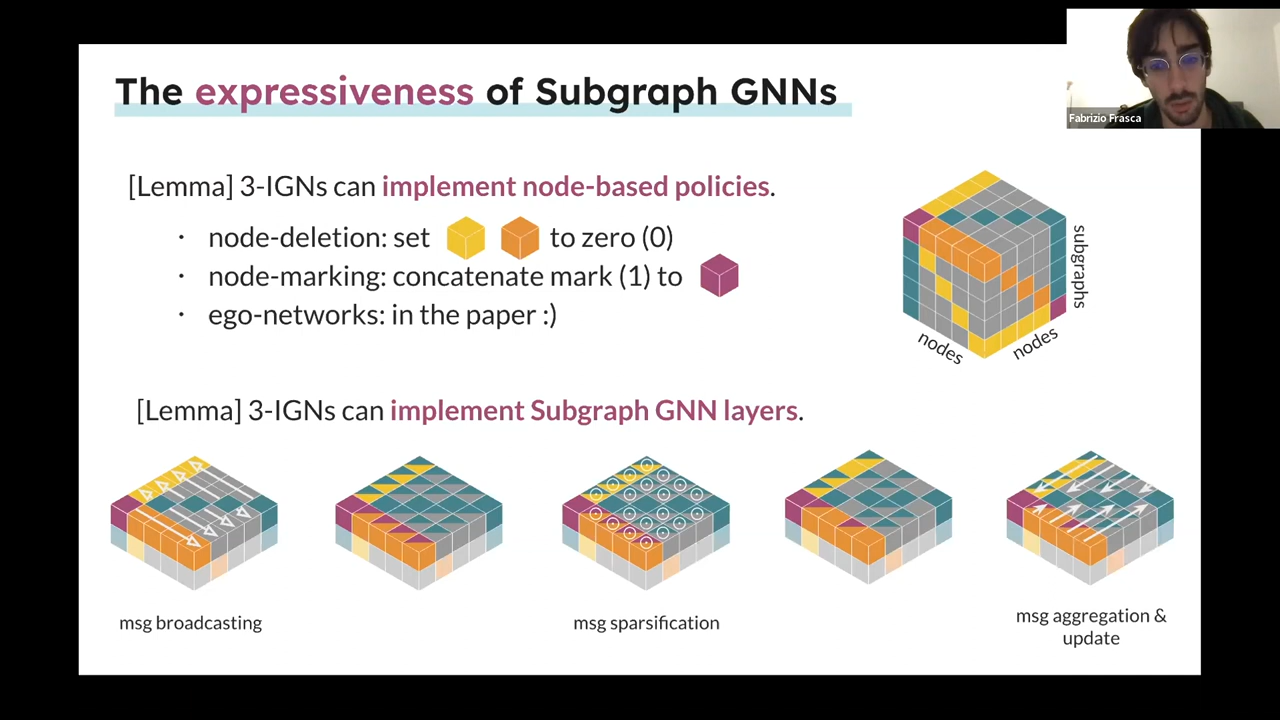 The expressiveness of Subgraph GNNs
Fabrizio Frasca
[Lemma] 3-IGNs can implement node-based policies.
· node-deletion: set to zero (0)
· node-marking: concatenate mark (1) to
· ego-networks: in the paper :)
subgraphs
nodes
nodes
[Lemma] 3-IGNs can implement Subgraph GNN layers.
msg broadcasting
msg sparsification
msg aggregation &
update